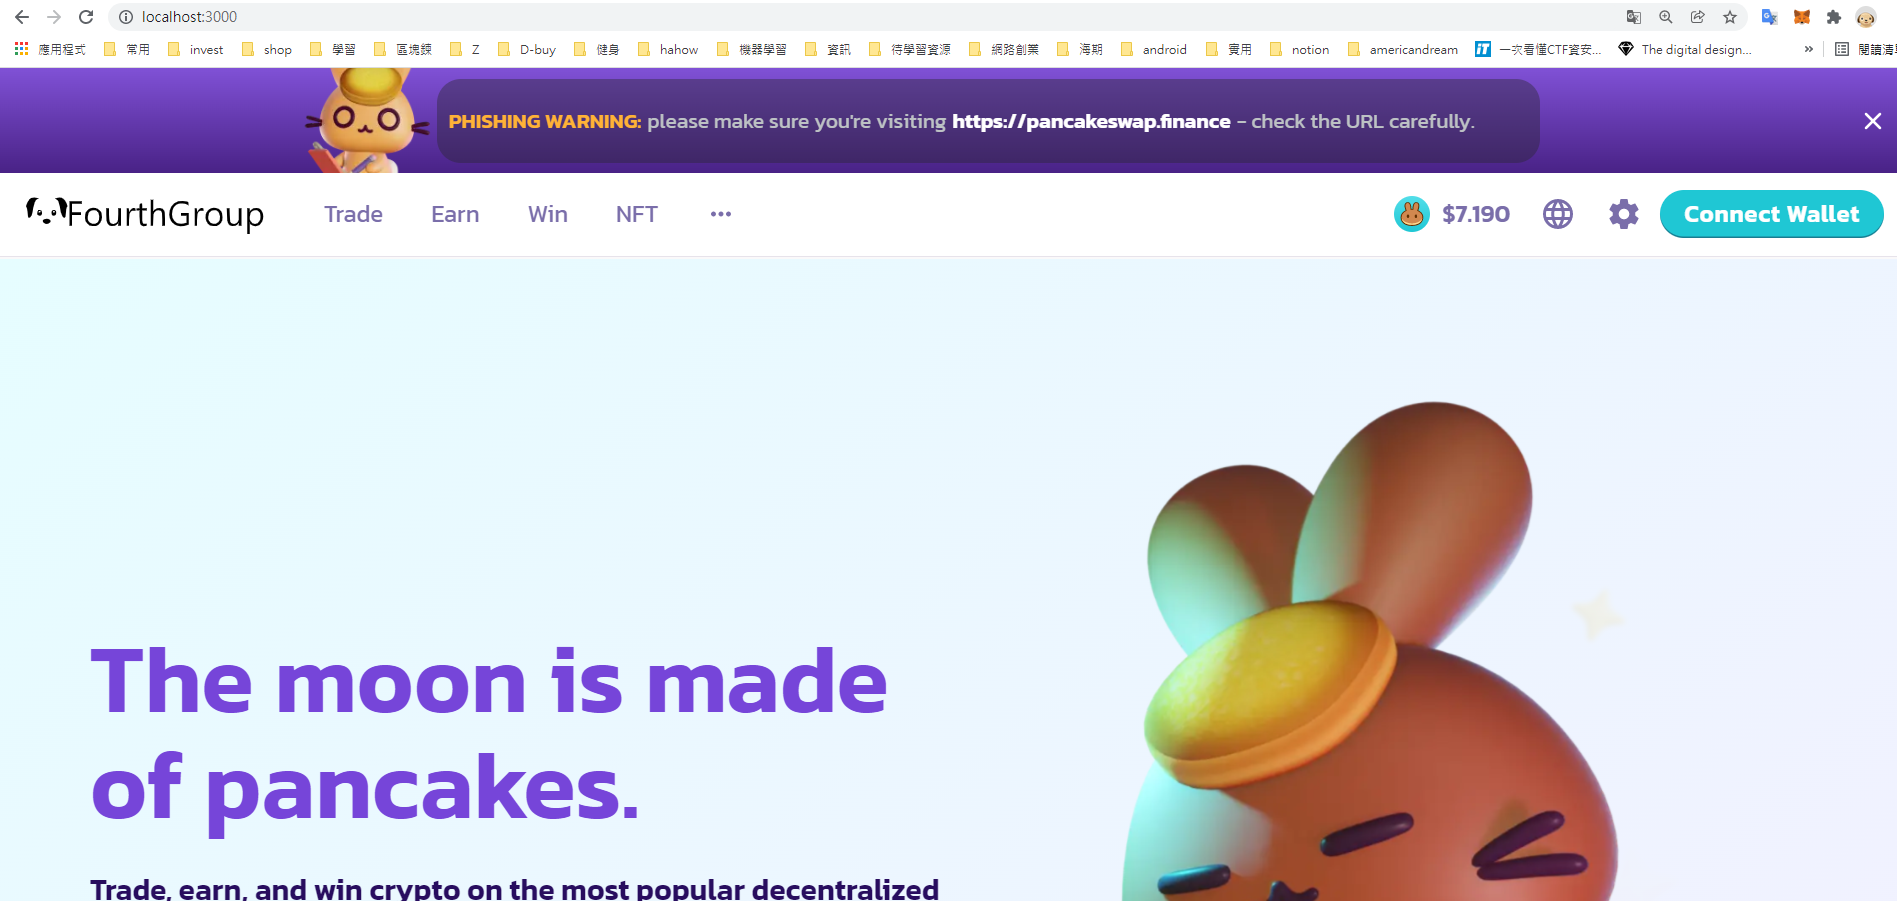 localhost:3000
應用程式 常用 invest shop 學習 區塊鍊 Z D-buy 健身 hahow 機器學習 資訊 待學習資源 網路創業 海期 android 實用 notion americandream iT 一次看懂CTF資安... The digital design... » 閱讀清單
PHISHING WARNING: please make sure you're visiting https://pancakeswap.finance - check the URL carefully.
FourthGroup Trade Earn Win NFT ... $7.190 Connect Wallet
The moon is made
of pancakes.
Trade, earn, and win crypto on the most popular decentralized